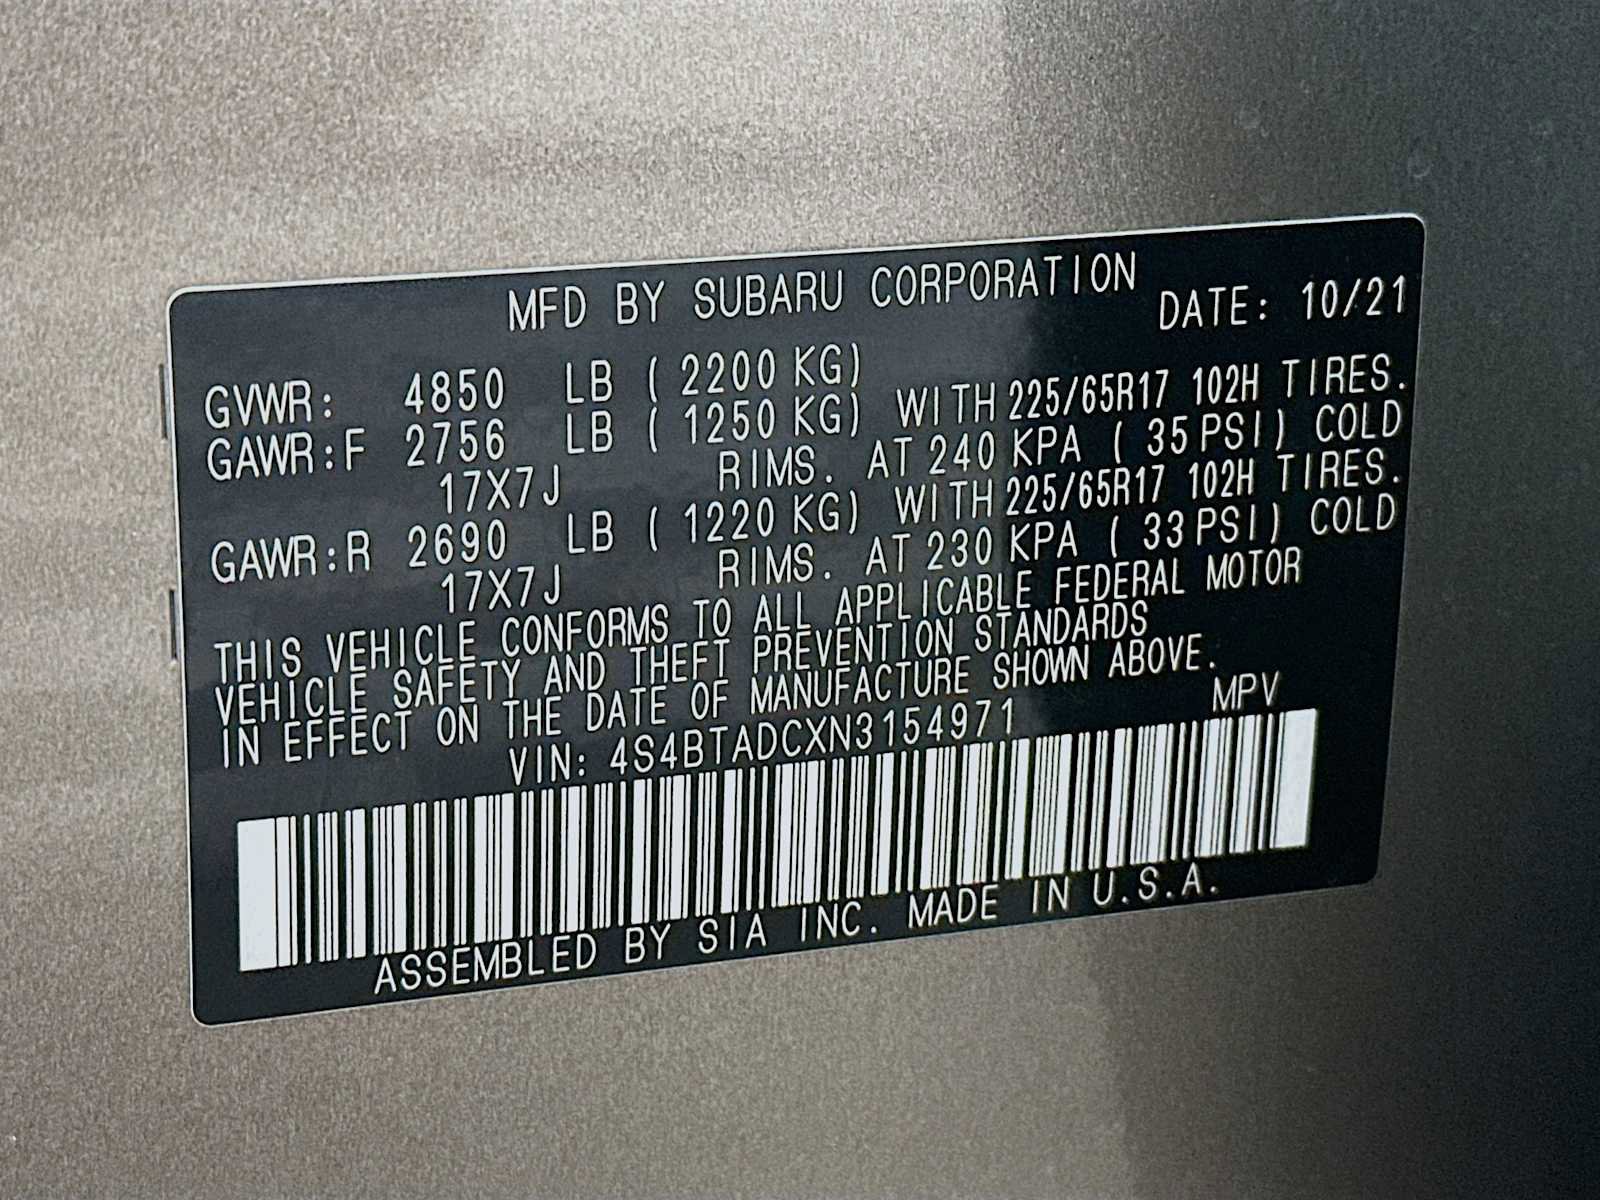 MFD BY SUBARU CORPORATION
DATE: 10/21
GVWR: 4850 LB ( 2200 KG)
GAWR:F 2756 LB ( 1250 KG) WITH 225/65R17 102H TIRES.
17X7J RIMS. AT 240 KPA ( 35 PSI) COLD
GAWR:R 2690 LB ( 1220 KG) WITH 225/65R17 102H TIRES.
17X7J RIMS. AT 230 KPA ( 33 PSI) COLD
THIS VEHICLE CONFORMS TO ALL APPLICABLE FEDERAL MOTOR
VEHICLE SAFETY AND THEFT PREVENTION STANDARDS
IN EFFECT ON THE DATE OF MANUFACTURE SHOWN ABOVE.
VIN: 4S4BTADCXN3154971 MPV
ASSEMBLED BY SIA INC. MADE IN U.S.A.